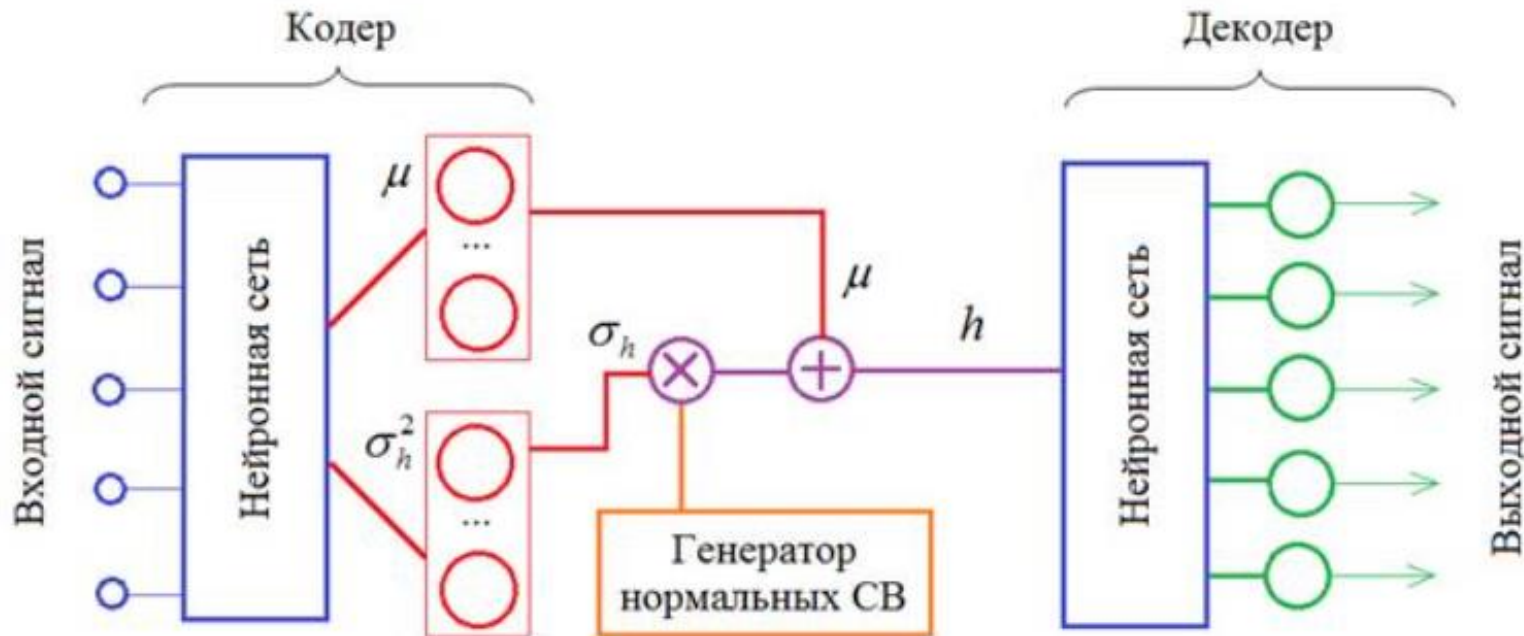 Кодер
Декодер
Входной сигнал
Нейронная сеть
μ
...
σ_h^2
...
σ_h
μ
h
Генератор
нормальных СВ
Нейронная сеть
Выходной сигнал